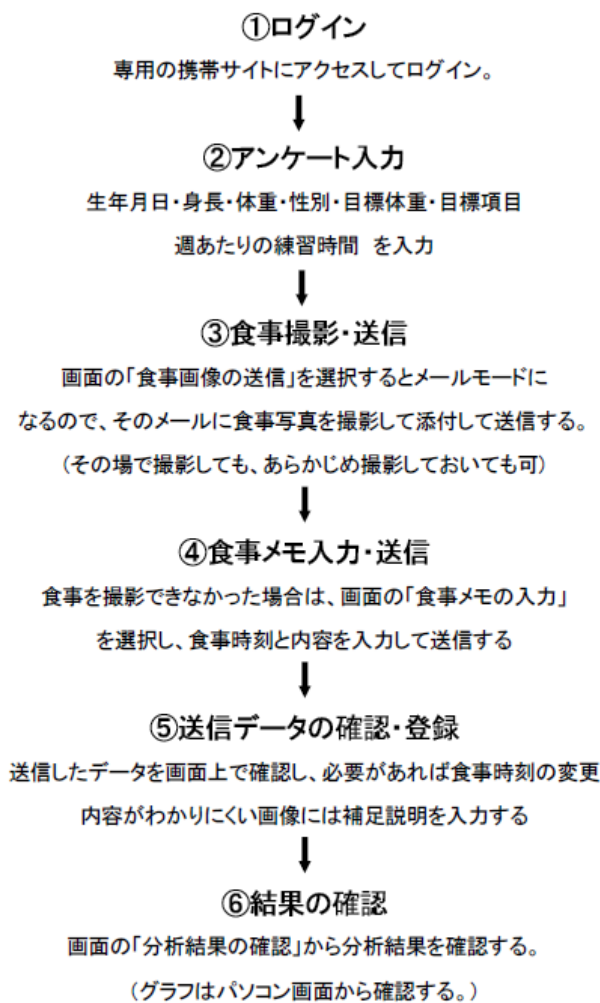 ①ログイン
専用の携帯サイトにアクセスしてログイン。
②アンケート入力
生年月日・身長・体重・性別・目標体重・目標項目
週あたりの練習時間 を入力
③食事撮影・送信
画面の「食事画像の送信」を選択するとメールモードに
なるので、そのメールに食事写真を撮影して添付して送信する。
(その場で撮影しても、あらかじめ撮影しておいても可)
④食事メモ入力・送信
食事を撮影できなかった場合は、画面の「食事メモの入力」
を選択し、食事時刻と内容を入力して送信する
⑤送信データの確認・登録
送信したデータを画面上で確認し、必要があれば食事時刻の変更
内容がわかりにくい画像には補足説明を入力する
⑥結果の確認
画面の「分析結果の確認」から分析結果を確認する。
(グラフはパソコン画面から確認する。)